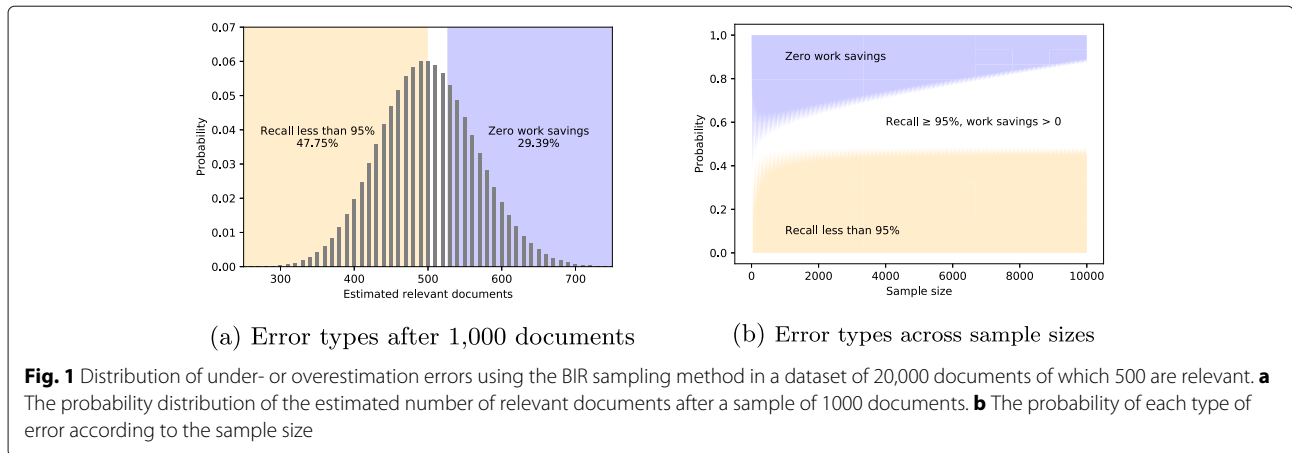 0.07
0.06
0.05
0.04
0.03
0.02
0.01
0.00
Probability
Recall less than 95%
47.75%
Zero work savings
29.39%
300 400 500 600 700
Estimated relevant documents
(a) Error types after 1,000 documents
1.0
0.8
0.6
0.4
0.2
0.0
Probability
Zero work savings
Recall ≥ 95%, work savings > 0
Recall less than 95%
0 2000 4000 6000 8000 10000
Sample size
(b) Error types across sample sizes
Fig. 1 Distribution of under- or overestimation errors using the BIR sampling method in a dataset of 20,000 documents of which 500 are relevant. a
The probability distribution of the estimated number of relevant documents after a sample of 1000 documents. b The probability of each type of
error according to the sample size